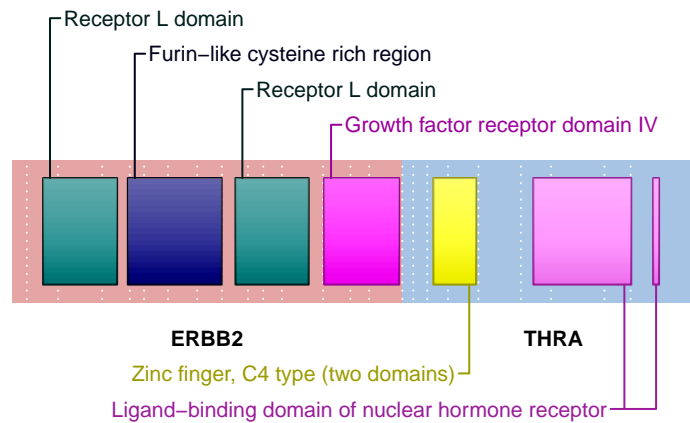 Receptor L domain
Furin−like cysteine rich region
Receptor L domain
Growth factor receptor domain IV
ERBB2 THRA
Zinc finger, C4 type (two domains)
Ligand−binding domain of nuclear hormone receptor